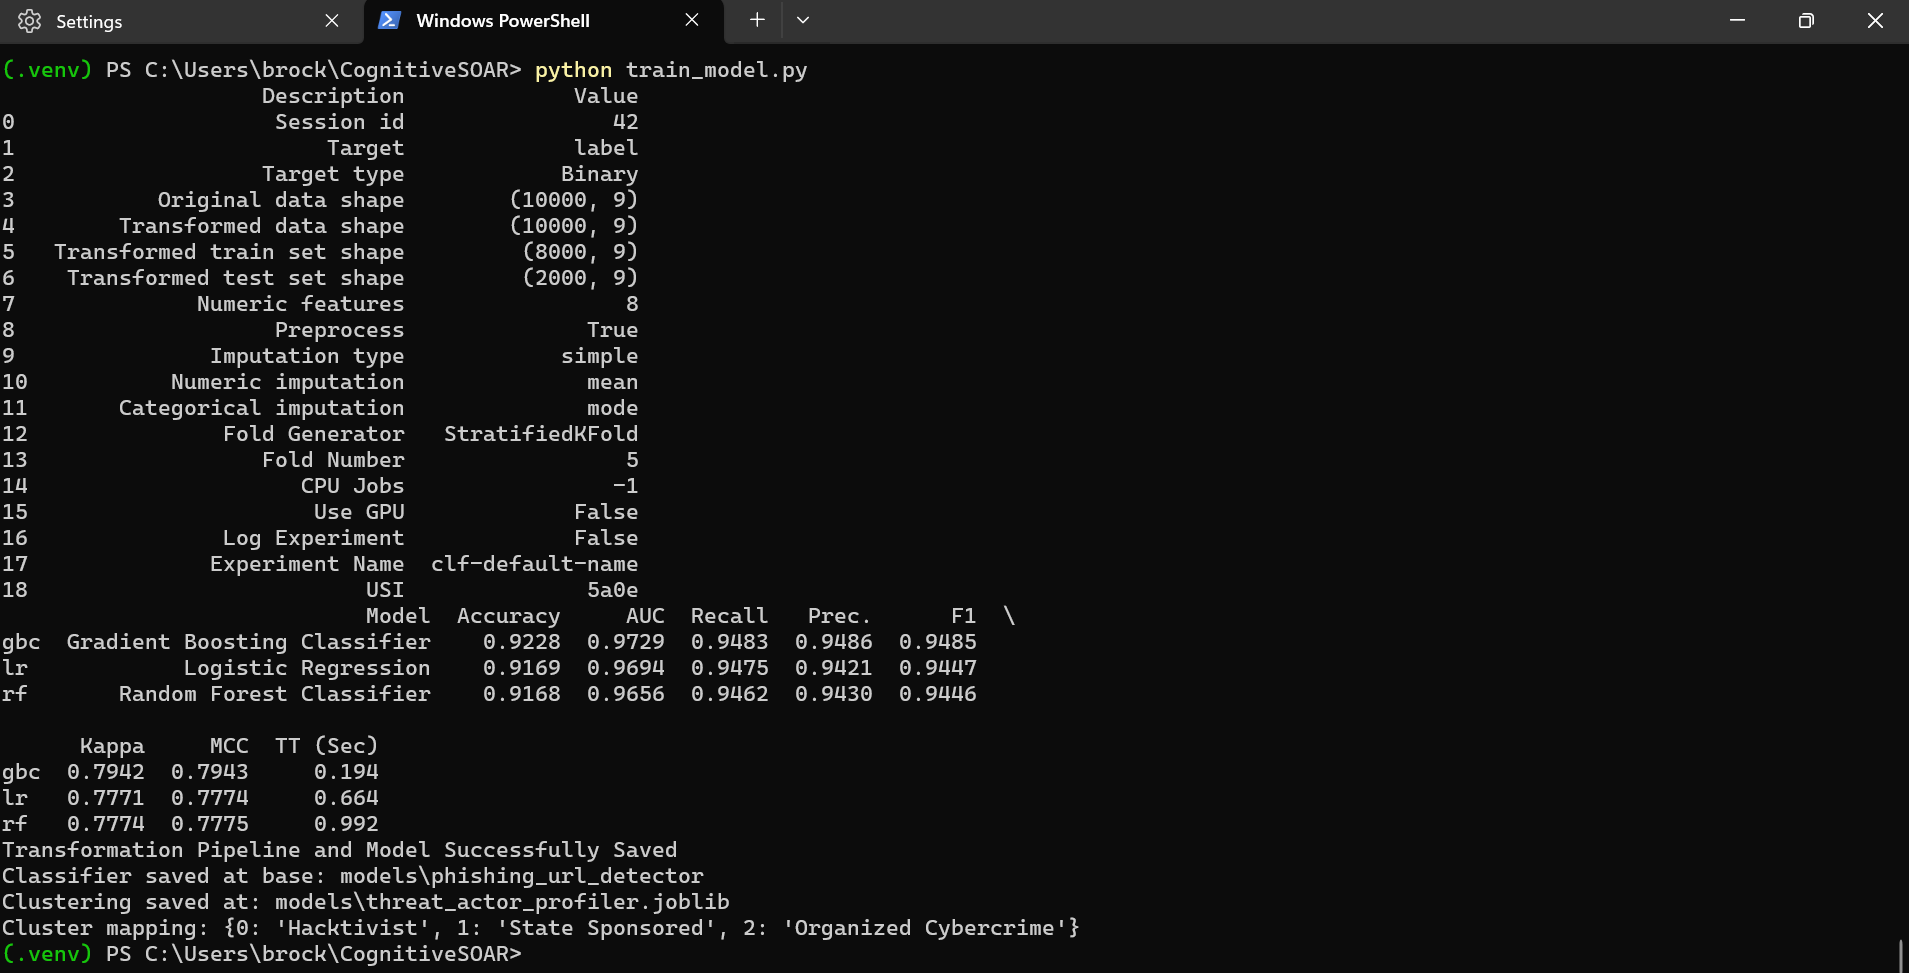 Settings
Windows PowerShell
(.venv) PS C:\Users\brock\CognitiveSOAR> python train_model.py
                    Description             Value
0                    Session id                42
1                        Target             label
2                   Target type            Binary
3           Original data shape        (10000, 9)
4        Transformed data shape        (10000, 9)
5   Transformed train set shape         (8000, 9)
6    Transformed test set shape         (2000, 9)
7              Numeric features                 8
8                    Preprocess              True
9               Imputation type            simple
10           Numeric imputation              mean
11       Categorical imputation              mode
12               Fold Generator   StratifiedKFold
13                  Fold Number                 5
14                     CPU Jobs                -1
15                      Use GPU             False
16               Log Experiment             False
17              Experiment Name  clf-default-name
18                          USI              5a0e
                            Model  Accuracy     AUC  Recall   Prec.      F1  \
gbc  Gradient Boosting Classifier    0.9228  0.9729  0.9483  0.9486  0.9485
lr            Logistic Regression    0.9169  0.9694  0.9475  0.9421  0.9447
rf       Random Forest Classifier    0.9168  0.9656  0.9462  0.9430  0.9446
      Kappa     MCC  TT (Sec)
gbc  0.7942  0.7943     0.194
lr   0.7771  0.7774     0.664
rf   0.7774  0.7775     0.992
Transformation Pipeline and Model Successfully Saved
Classifier saved at base: models\phishing_url_detector
Clustering saved at: models\threat_actor_profiler.joblib
Cluster mapping: {0: 'Hacktivist', 1: 'State Sponsored', 2: 'Organized Cybercrime'}
(.venv) PS C:\Users\brock\CognitiveSOAR>